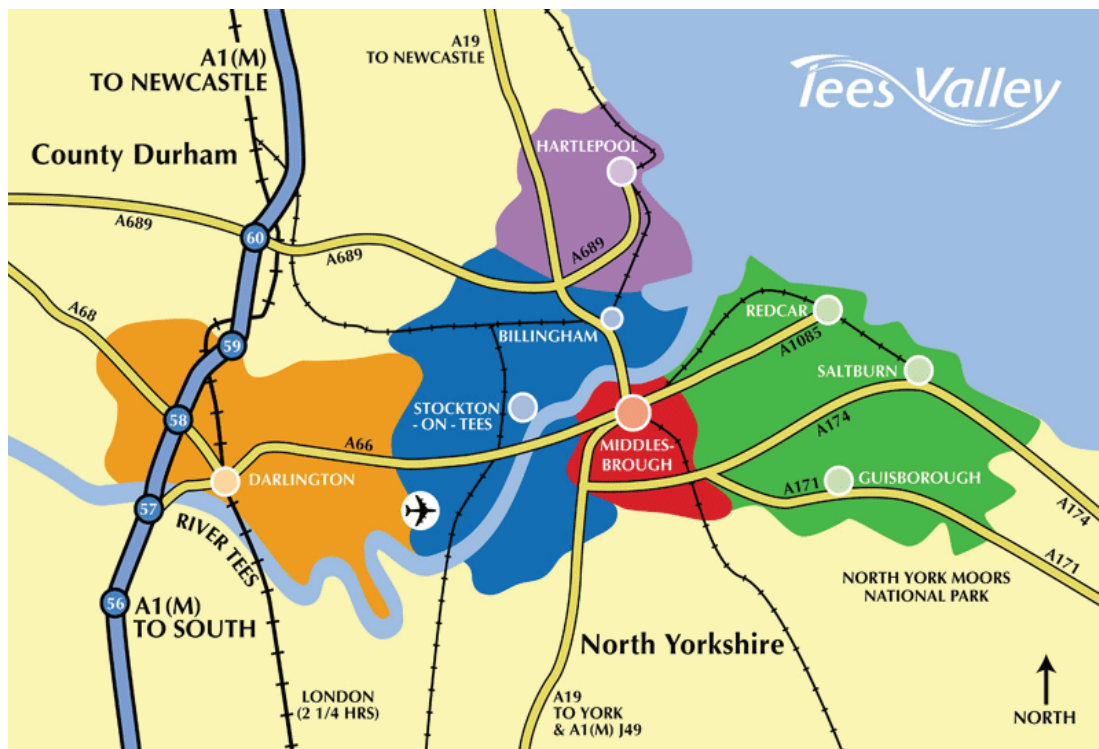 A1(M)
TO NEWCASTLE
A19
TO NEWCASTLE
Tees Valley
County Durham
HARTLEPOOL
A689
60
A689
A689
A68
59
BILLINGHAM
REDCAR
A1085
SALTBURN
58
STOCKTON
- ON - TEES
A66
MIDDLES-
BROUGH
A174
DARLINGTON
A171
GUISBOROUGH
57
RIVER TEES
A174
A171
56
A1(M)
TO SOUTH
NORTH YORK MOORS
NATIONAL PARK
North Yorkshire
LONDON
(2 1/4 HRS)
A19
TO YORK
& A1(M) J49
NORTH